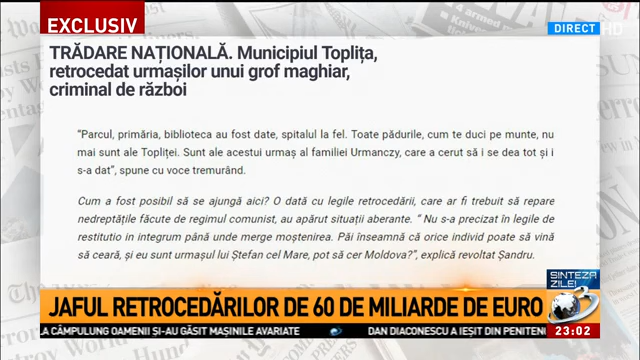 EXCLUSIV
DIRECT HD
TRĂDARE NAȚIONALĂ. Municipiul Toplița,
retrocedat urmașilor unui grof maghiar,
criminal de război
“Parcul, primăria, biblioteca au fost date, spitalul la fel. Toate pădurile, cum te duci pe munte, nu
mai sunt ale Topliței. Sunt ale acestui urmaș al familiei Urmanczy, care a cerut să i se dea tot și i
s-a dat”, spune cu voce tremurând.
Cum a fost posibil să se ajungă aici? O dată cu legile retrocedării, care ar fi trebuit să repare
nedreptățile făcute de regimul comunist, au apărut situații aberante. “ Nu s-a precizat în legile de
restitutio in integrum până unde merge moștenirea. Păi înseamnă că orice individ poate să vină
să ceară, și eu sunt urmașul lui Ștefan cel Mare, pot să cer Moldova?”, explică revoltat Șandru.
SINTEZA
ZILEI
JAFUL RETROCEDĂRILOR DE 60 DE MILIARDE DE EURO
LA CÂMPULUNG OAMENII ȘI-AU GĂSIT MAȘINILE AVARIATE DAN DIACONESCU A IEȘIT DIN PENITENC
23:02